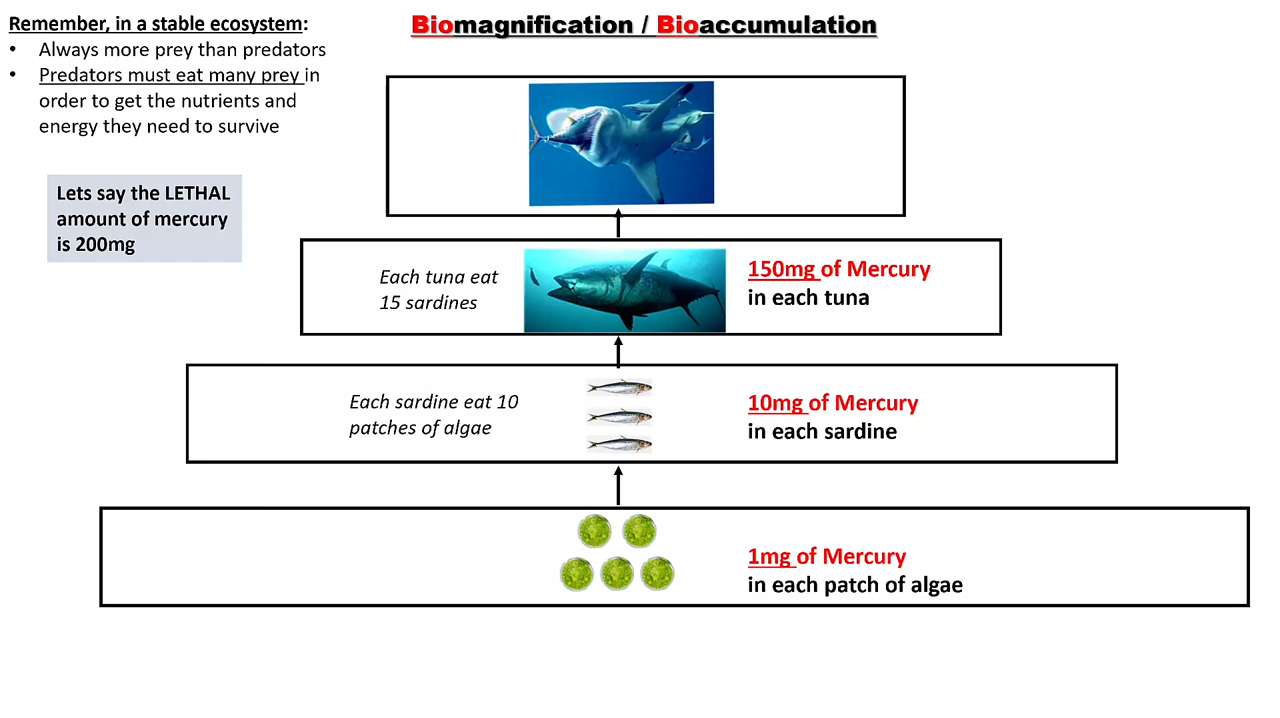 Remember, in a stable ecosystem:
• Always more prey than predators
• Predators must eat many prey in
order to get the nutrients and
energy they need to survive
Biomagnification / Bioaccumulation
Lets say the LETHAL
amount of mercury
is 200mg
Each tuna eat
15 sardines
150mg of Mercury
in each tuna
Each sardine eat 10
patches of algae
10mg of Mercury
in each sardine
1mg of Mercury
in each patch of algae